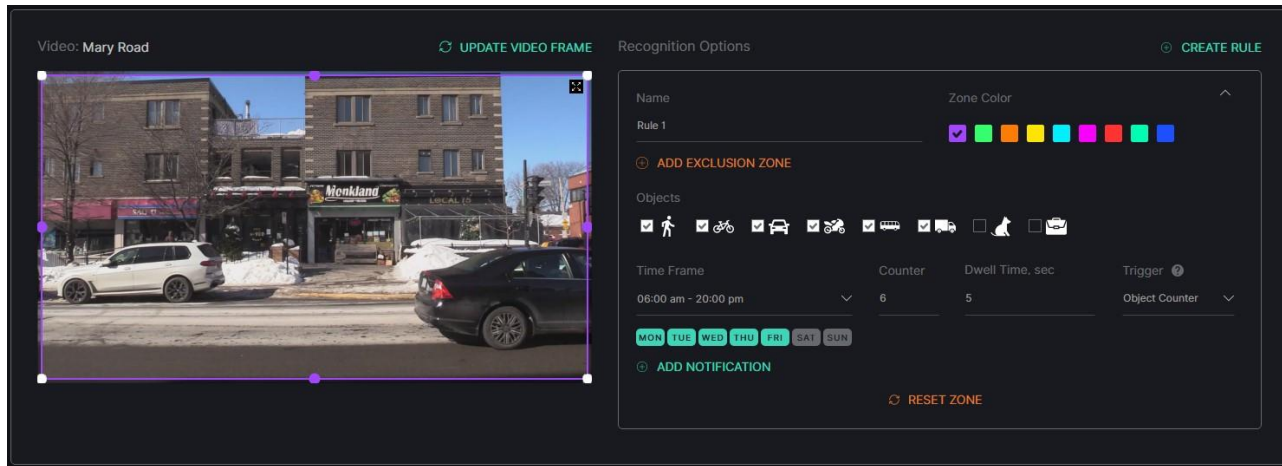 Video: Mary Road
UPDATE VIDEO FRAME
Monkland
LOCAL 75
Recognition Options
CREATE RULE
Name
Zone Color
Rule 1
ADD EXCLUSION ZONE
Objects
Time Frame
Counter
Dwell Time, sec
Trigger
06:00 am - 20:00 pm
6
5
Object Counter
MON TUE WED THU FRI SAT SUN
ADD NOTIFICATION
RESET ZONE